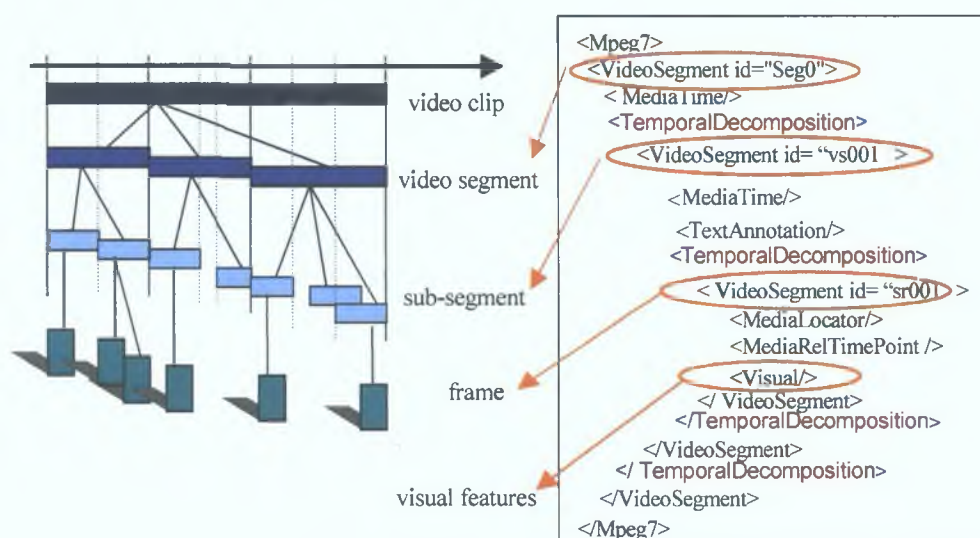 video clip
video segment
sub-segment
frame
visual features
<Mpeg7>
<VideoSegment id="Seg0">
< MediaTime/>
<TemporalDecomposition>
<VideoSegment id= “vs001 >
<MediaTime/>
<TextAnnotation/>
<TemporalDecomposition>
< VideoSegment id= “sr001 >
<MediaLocator/>
<MediaRelTimePoint />
<Visual/>
</ VideoSegment>
</TemporalDecomposition>
</VideoSegment>
</ TemporalDecomposition>
</VideoSegment>
</Mpeg7>